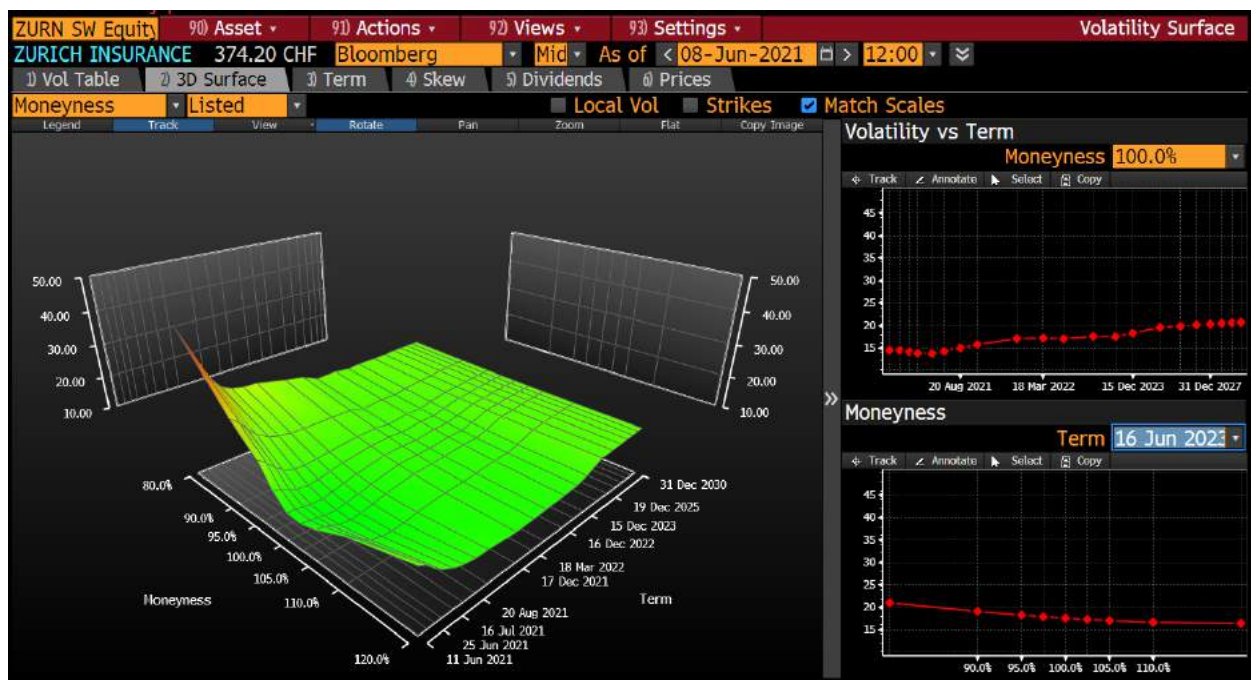 ZURN SW Equity 90) Asset 91) Actions 92) Views 93) Settings Volatility Surface
ZURICH INSURANCE 374.20 CHF Bloomberg Mid As of < 08-Jun-2021 > 12:00
1) Vol Table 2) 3D Surface 3) Term 4) Skew 5) Dividends 6) Prices
Moneyness Listed Local Vol Strikes Match Scales
Legend Track View Rotate Pan Zoom Flat Copy Image
50.00
40.00
30.00
20.00
10.00
50.00
40.00
30.00
20.00
10.00
80.0%
90.0%
95.0%
100.0%
105.0%
110.0%
120.0%
Moneyness
31 Dec 2030
19 Dec 2025
15 Dec 2023
16 Dec 2022
18 Mar 2022
17 Dec 2021
20 Aug 2021
16 Jul 2021
25 Jun 2021
11 Jun 2021
Term
»
Volatility vs Term
Moneyness 100.0%
Track Annotate Select Copy
45
40
35
30
25
20
15
20 Aug 2021 18 Mar 2022 15 Dec 2023 31 Dec 2027
Moneyness
Term 16 Jun 2023
Track Annotate Select Copy
45
40
35
30
25
20
15
90.0% 95.0% 100.0% 105.0% 110.0%